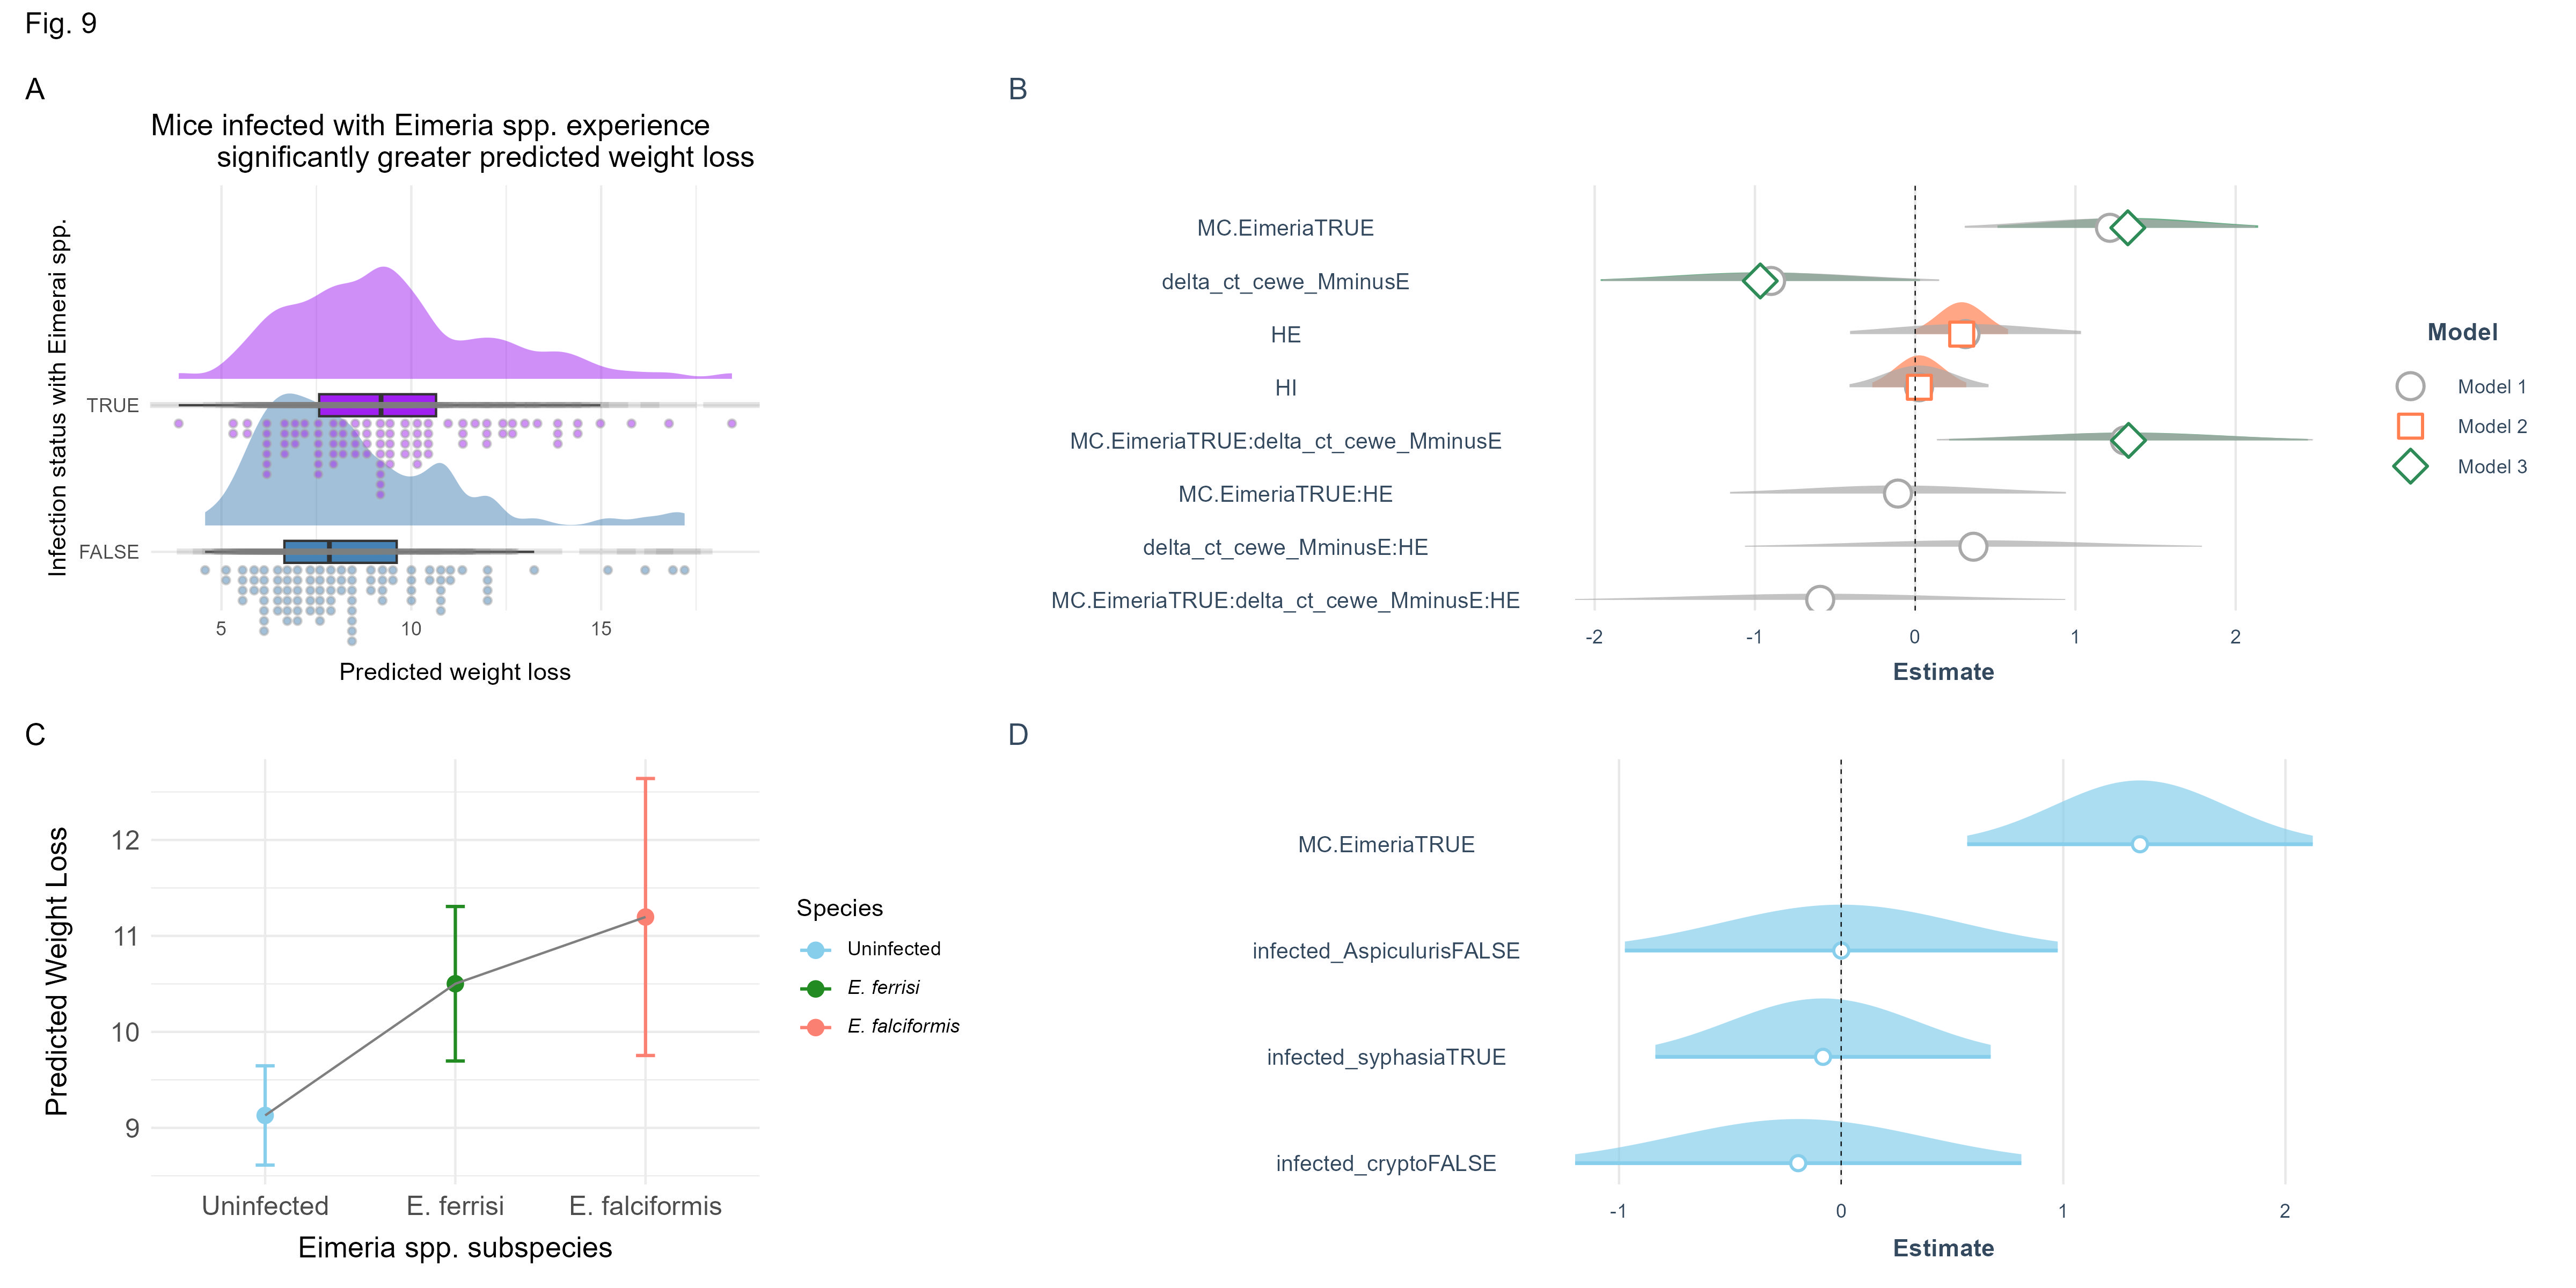 Fig. 9
A
Mice infected with Eimeria spp. experience
significantly greater predicted weight loss
Infection status with Eimerai spp.
TRUE
FALSE
5 10 15
Predicted weight loss
B
MC.EimeriaTRUE
delta_ct_cewe_MminusE
HE
HI
MC.EimeriaTRUE:delta_ct_cewe_MminusE
MC.EimeriaTRUE:HE
delta_ct_cewe_MminusE:HE
MC.EimeriaTRUE:delta_ct_cewe_MminusE:HE
-2 -1 0 1 2
Estimate
Model
Model 1
Model 2
Model 3
C
Predicted Weight Loss
12
11
10
9
Uninfected E. ferrisi E. falciformis
Eimeria spp. subspecies
Species
Uninfected
E. ferrisi
E. falciformis
D
MC.EimeriaTRUE
infected_AspiculurisFALSE
infected_syphasiaTRUE
infected_cryptoFALSE
-1 0 1 2
Estimate